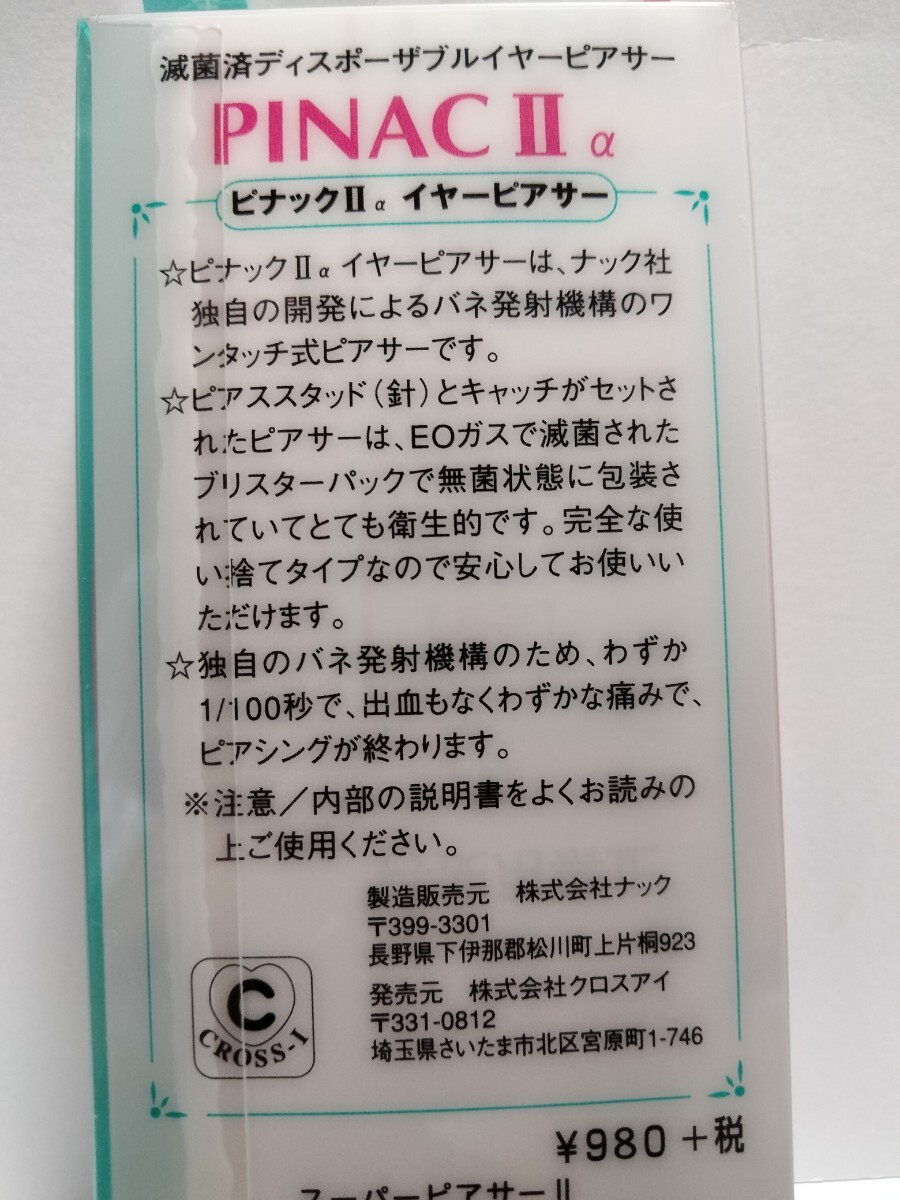 滅菌済ディスポーザブルイヤーピアサー
PINAC II α
ピナックII α イヤーピアサー
☆ピナックII α イヤーピアサーは、ナック社
独自の開発によるバネ発射機構のワ
ンタッチ式ピアサーです。
☆ピアススタッド(針)とキャッチがセットさ
れたピアサーは、EOガスで滅菌された
ブリスターパックで無菌状態に包装さ
れていてとても衛生的です。完全な使
い捨てタイプなので安心してお使いい
ただけます。
☆独自のバネ発射機構のため、わずか
1/100秒で、出血もなくわずかな痛みで、
ピアシングが終わります。
※注意/内部の説明書をよくお読みの
上ご使用ください。
製造販売元 株式会社ナック
〒399-3301
長野県下伊那郡松川町上片桐923
発売元 株式会社クロスアイ
〒331-0812
埼玉県さいたま市北区宮原町1-746
C
CROSS-I
¥980+税
スーパーピアサーII